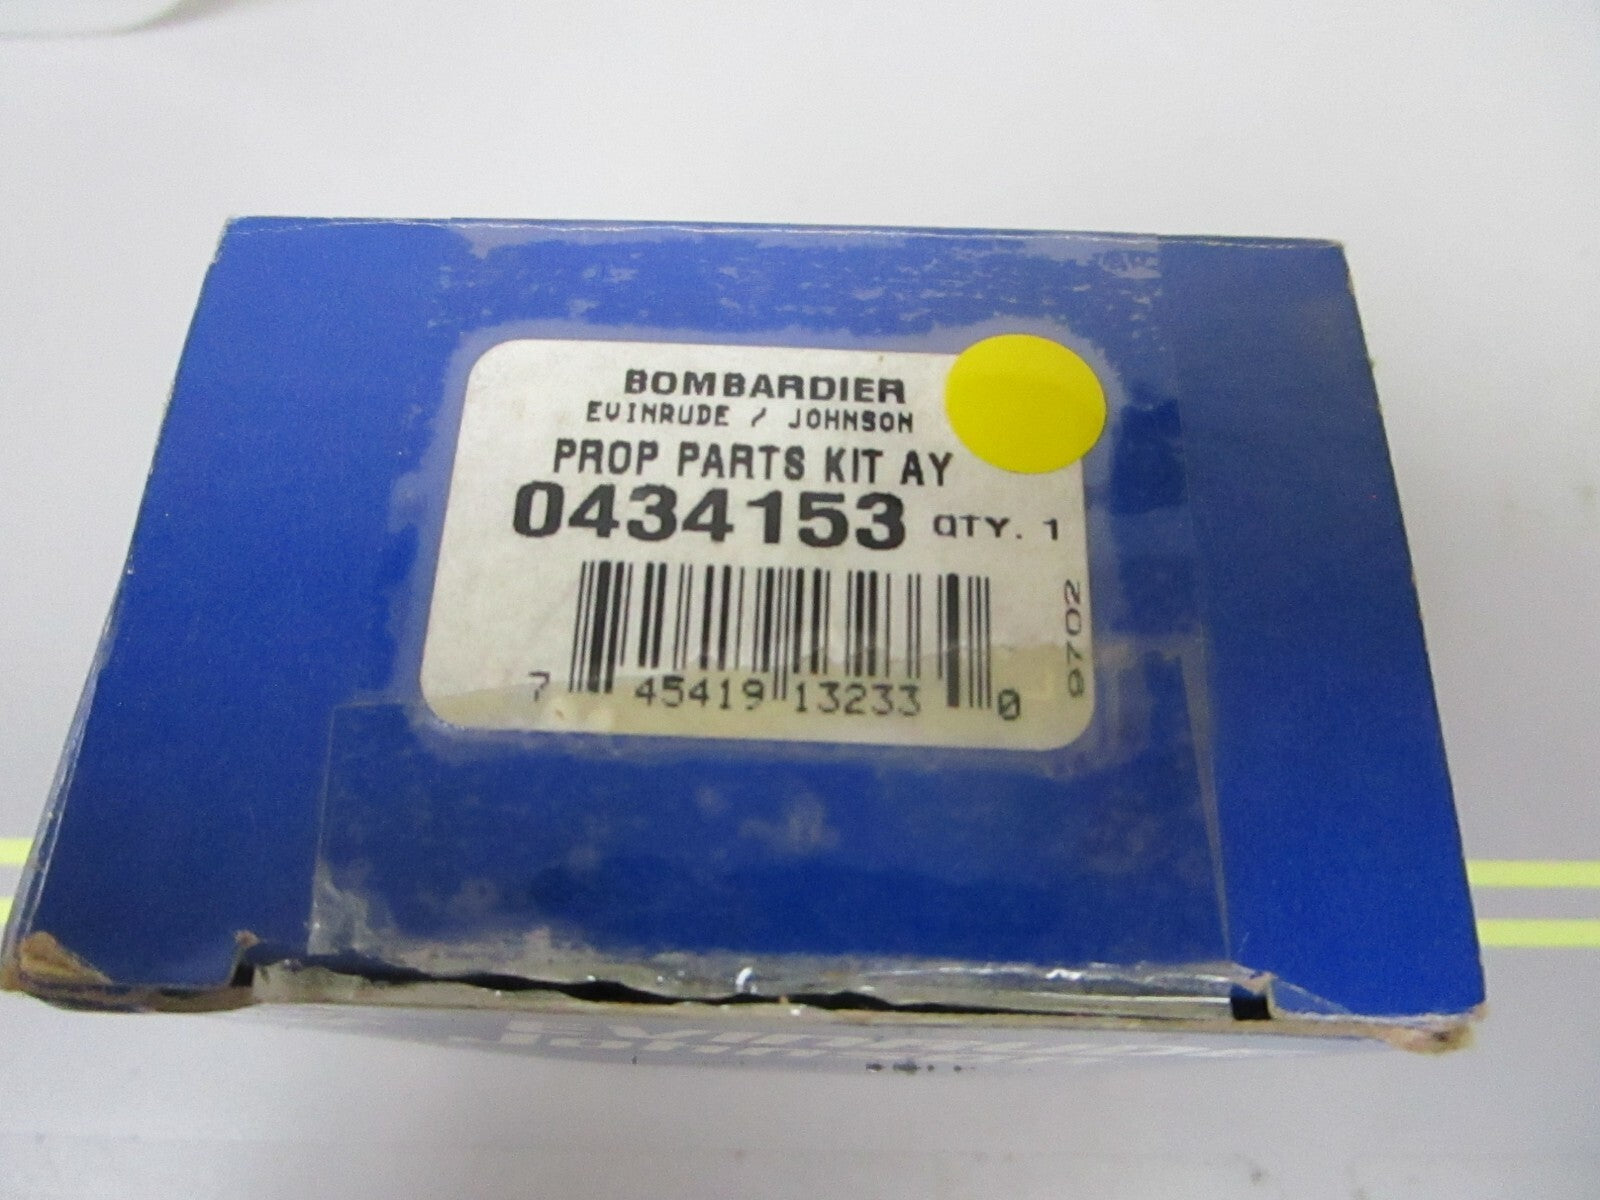 BOMBARDIER
EVINRUDE / JOHNSON
PROP PARTS KIT AY
0434153 QTY. 1
9702
7 45419 13233 0